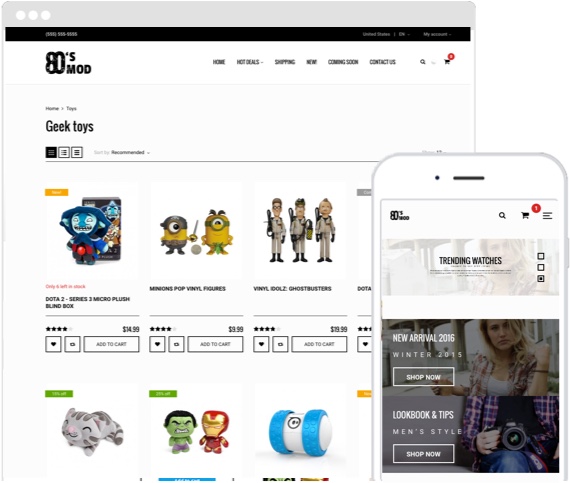 (555) 555-5555
United States | EN
My account
80'S MOD
HOME HOT DEALS SHIPPING NEW! COMING SOON CONTACT US
Home > Toys
Geek toys
Sort by: Recommended
New!
Only 6 left in stock
DOTA 2 - SERIES 3 MICRO PLUSH
BLIND BOX
MINIONS POP VINYL FIGURES
VINYL IDOLZ: GHOSTBUSTERS
DOTA
$14.99
$9.99
$19.99
ADD TO CART
ADD TO CART
ADD TO CART
20% off
80'S MOD
1
TRENDING WATCHES
NEW ARRIVAL 2016
WINTER 2015
SHOP NOW
LOOKBOOK & TIPS
MEN'S STYLE
SHOP NOW